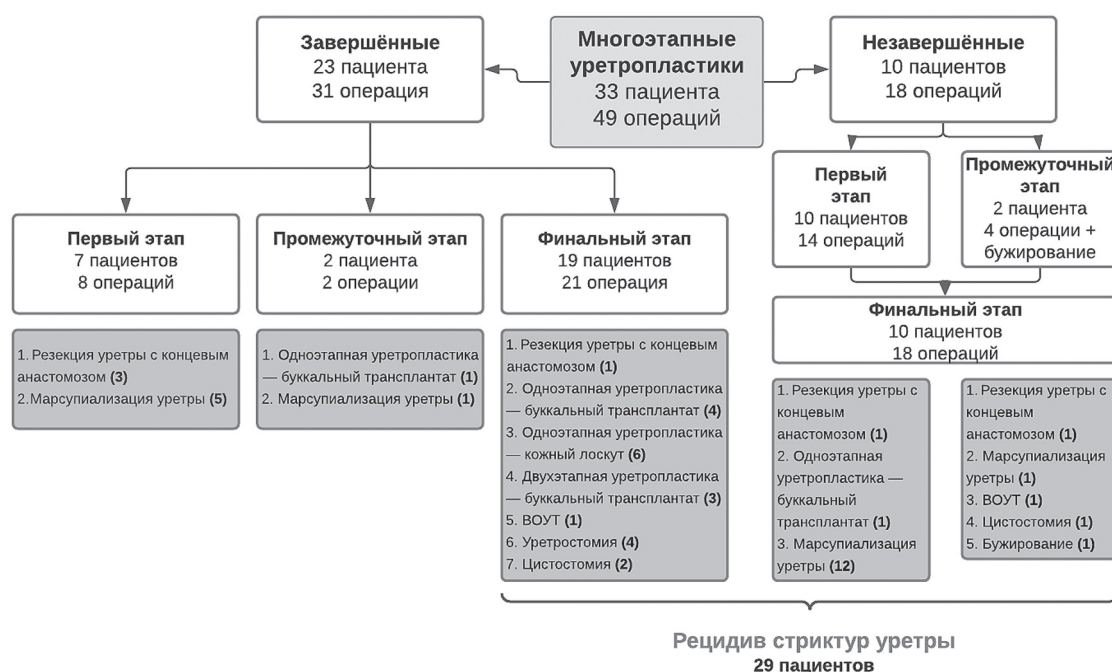 Многоэтапные
уретропластики
33 пациента
49 операций
Завершённые
23 пациента
31 операция
Незавершённые
10 пациентов
18 операций
Первый этап
7 пациентов
8 операций
Промежуточный этап
2 пациента
2 операции
Финальный этап
19 пациентов
21 операция
Первый
этап
10 пациентов
14 операций
Промежуточный
этап
2 пациента
4 операции +
бужирование
Финальный этап
10 пациентов
18 операций
1. Резекция уретры с концевым
анастомозом (3)
2.Марсупиализация уретры (5)
1. Одноэтапная уретропластика
— буккальный трансплантат (1)
2. Марсупиализация уретры (1)
1. Резекция уретры с концевым
анастомозом (1)
2. Одноэтапная уретропластика
— буккальный трансплантат (4)
3. Одноэтапная уретропластика
— кожный лоскут (6)
4. Двухэтапная уретропластика
— буккальный трансплантат (3)
5. ВОУТ (1)
6. Уретростомия (4)
7. Цистостомия (2)
1. Резекция уретры с
концевым
анастомозом (1)
2. Одноэтапная
уретропластика —
буккальный
трансплантат (1)
3. Марсупиализация
уретры (12)
1. Резекция уретры с
концевым
анастомозом (1)
2. Марсупиализация
уретры (1)
3. ВОУТ (1)
4. Цистостомия (1)
5. Бужирование (1)
Рецидив стриктур уретры
29 пациентов